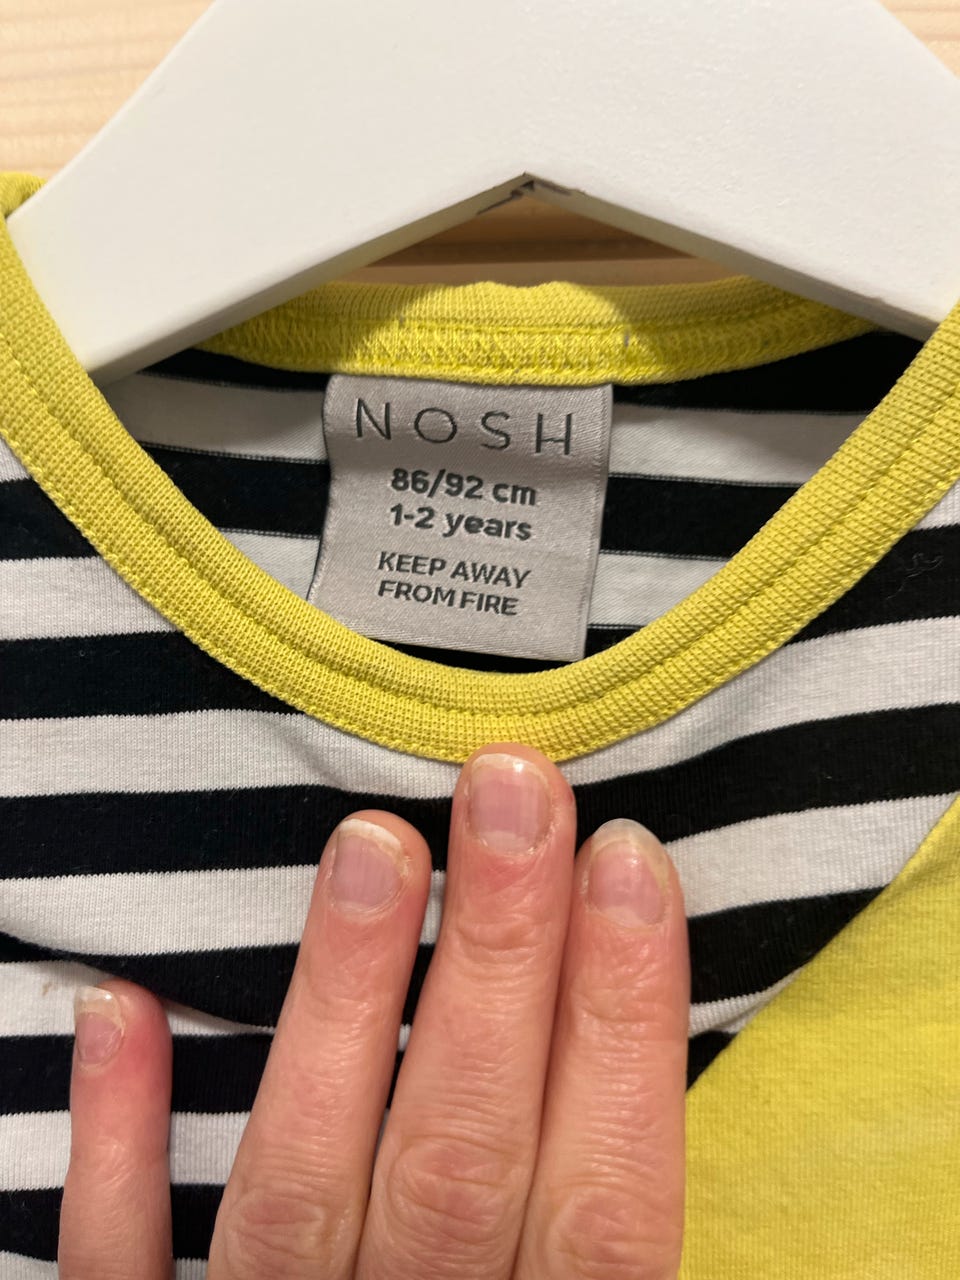 NOSH
86/92 cm
1-2 years
KEEP AWAY
FROM FIRE